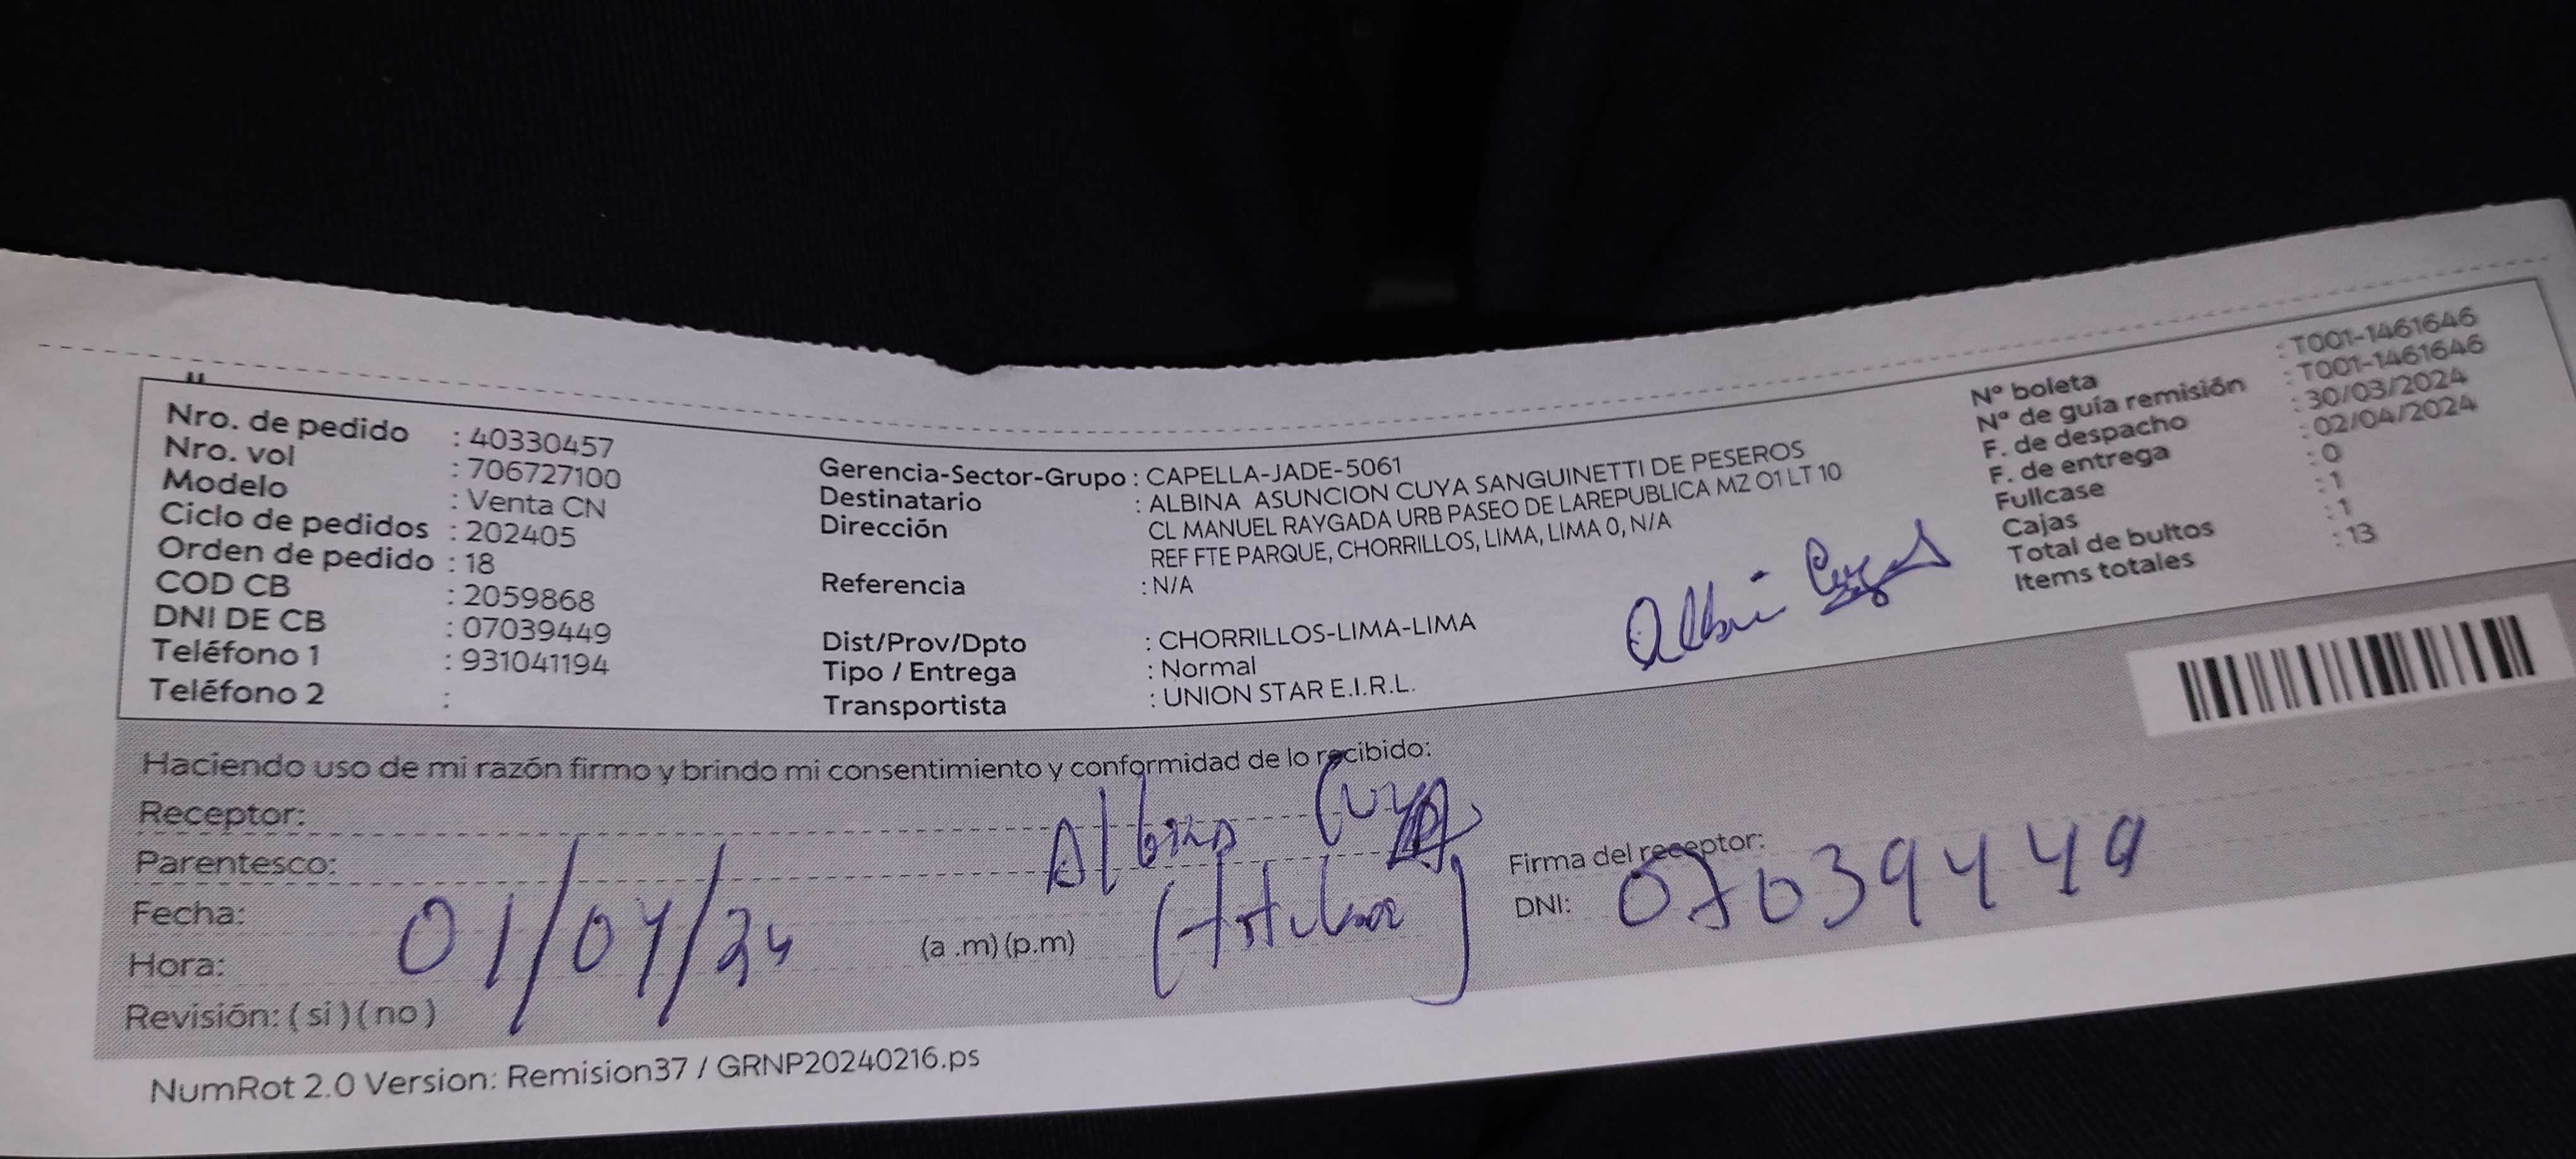 Nro. de pedido : 40330457
Nro. vol : 706727100
Modelo : Venta CN
Ciclo de pedidos : 202405
Orden de pedido : 18
COD CB : 2059868
DNI DE CB : 07039449
Teléfono 1 : 931041194
Teléfono 2 :
Gerencia-Sector-Grupo : CAPELLA-JADE-5061
Destinatario : ALBINA ASUNCION CUYA SANGUINETTI DE PESEROS
Dirección CL MANUEL RAYGADA URB PASEO DE LAREPUBLICA MZ O1 LT 10
REF FTE PARQUE, CHORRILLOS, LIMA, LIMA 0, N/A
Referencia : N/A
Dist/Prov/Dpto : CHORRILLOS-LIMA-LIMA
Tipo / Entrega : Normal
Transportista : UNION STAR E.I.R.L.
Nº boleta : T001-1461646
Nº de guía remisión : T001-1461646
F. de despacho : 30/03/2024
F. de entrega : 02/04/2024
Fullcase : 0
Cajas : 1
Total de bultos : 1
Items totales : 13
Haciendo uso de mi razón firmo y brindo mi consentimiento y conformidad de lo recibido:
Receptor: Albina Cuya
Parentesco:
Fecha: 01/04/24
Hora: (a .m) (p.m)
Revisión: ( si ) ( no )
Firma del receptor:
DNI: 07039449
NumRot 2.0 Version: Remision37 / GRNP20240216.ps